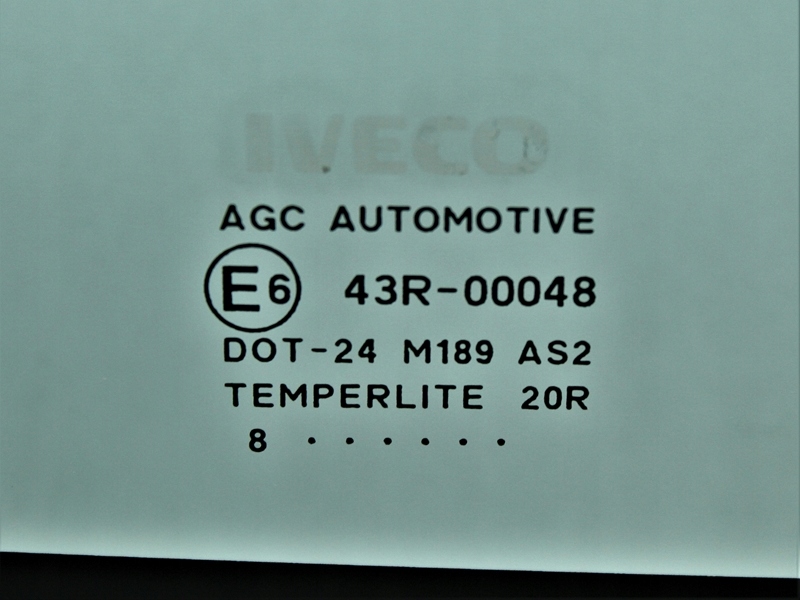 IVECO
AGC AUTOMOTIVE
E6 43R-00048
DOT-24 M189 AS2
TEMPERLITE 20R
8 · · · · · ·